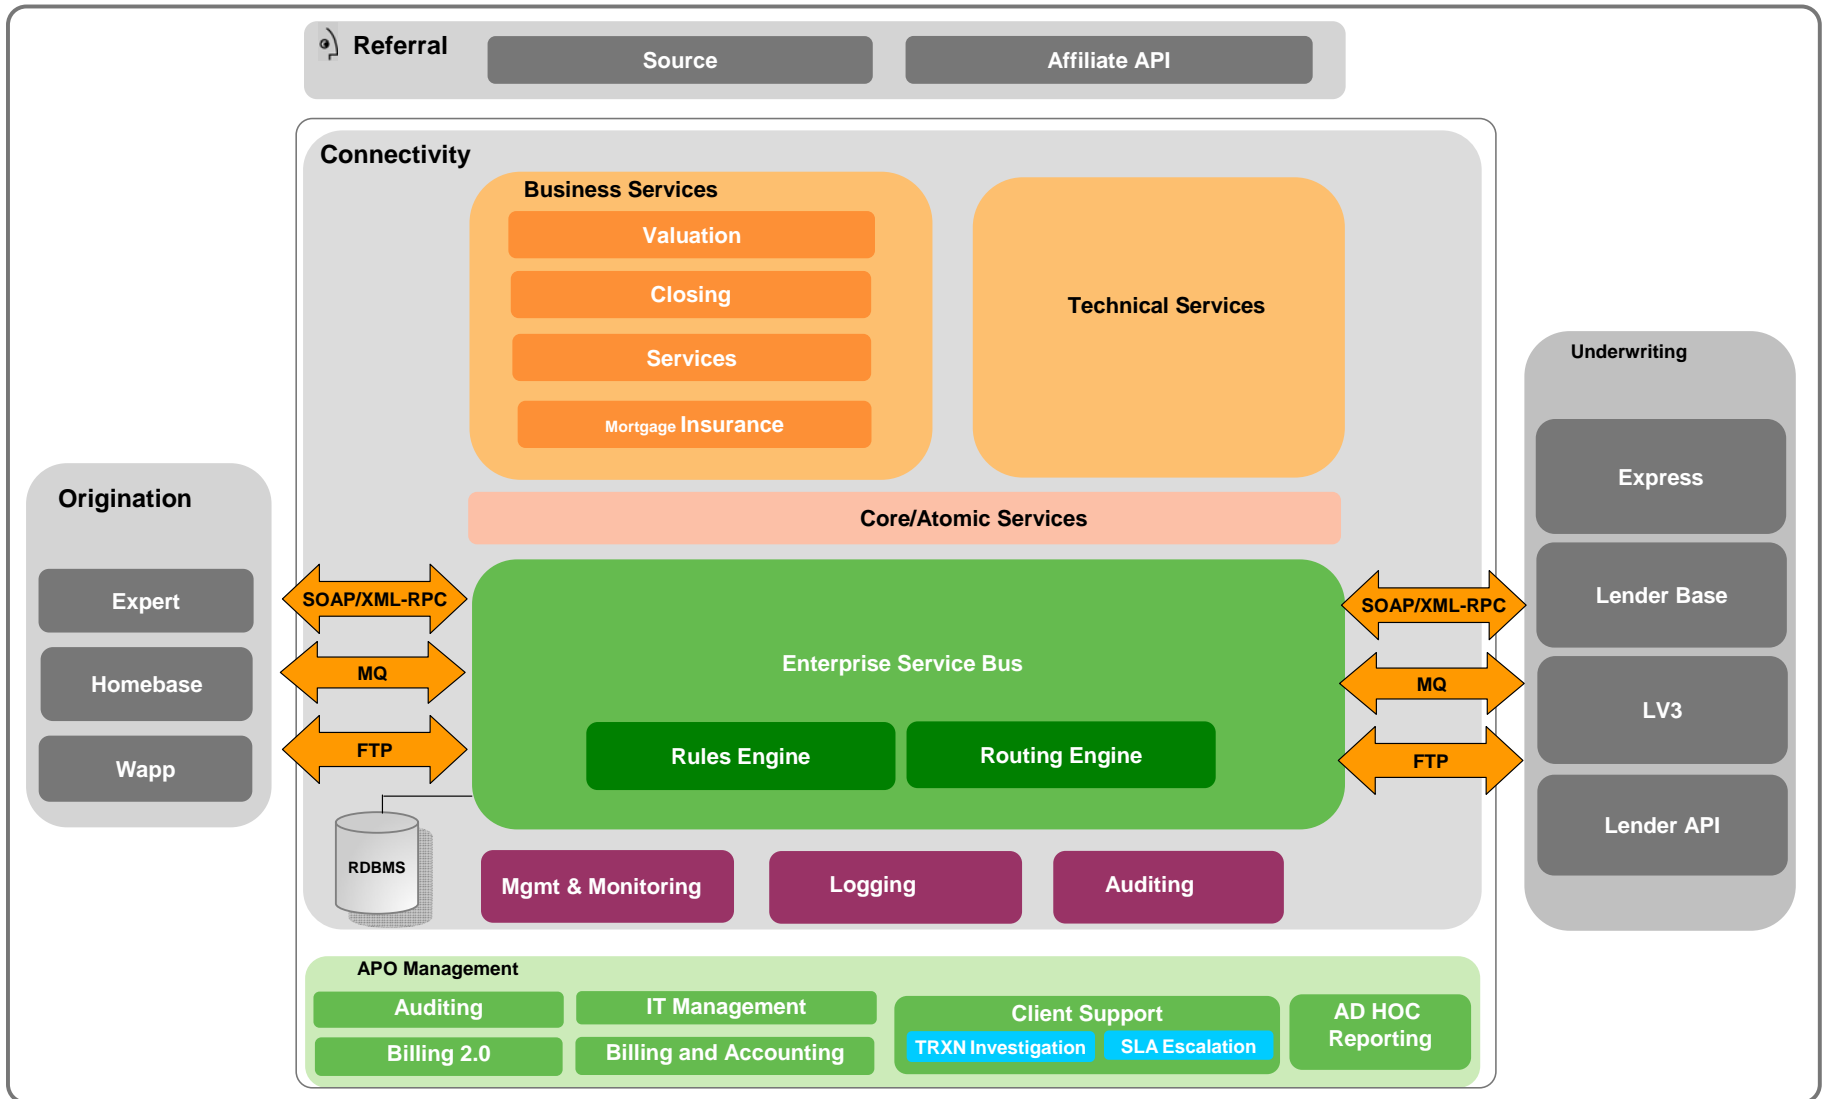 Referral
Source
Affiliate API
Connectivity
Business Services
Valuation
Closing
Services
Mortgage Insurance
Technical Services
Core/Atomic Services
Origination
Expert
Homebase
Wapp
SOAP/XML-RPC
MQ
FTP
Enterprise Service Bus
Rules Engine
Routing Engine
SOAP/XML-RPC
MQ
FTP
Underwriting
Express
Lender Base
LV3
Lender API
RDBMS
Mgmt & Monitoring
Logging
Auditing
APO Management
Auditing
IT Management
Billing 2.0
Billing and Accounting
Client Support
TRXN Investigation
SLA Escalation
AD HOC
Reporting